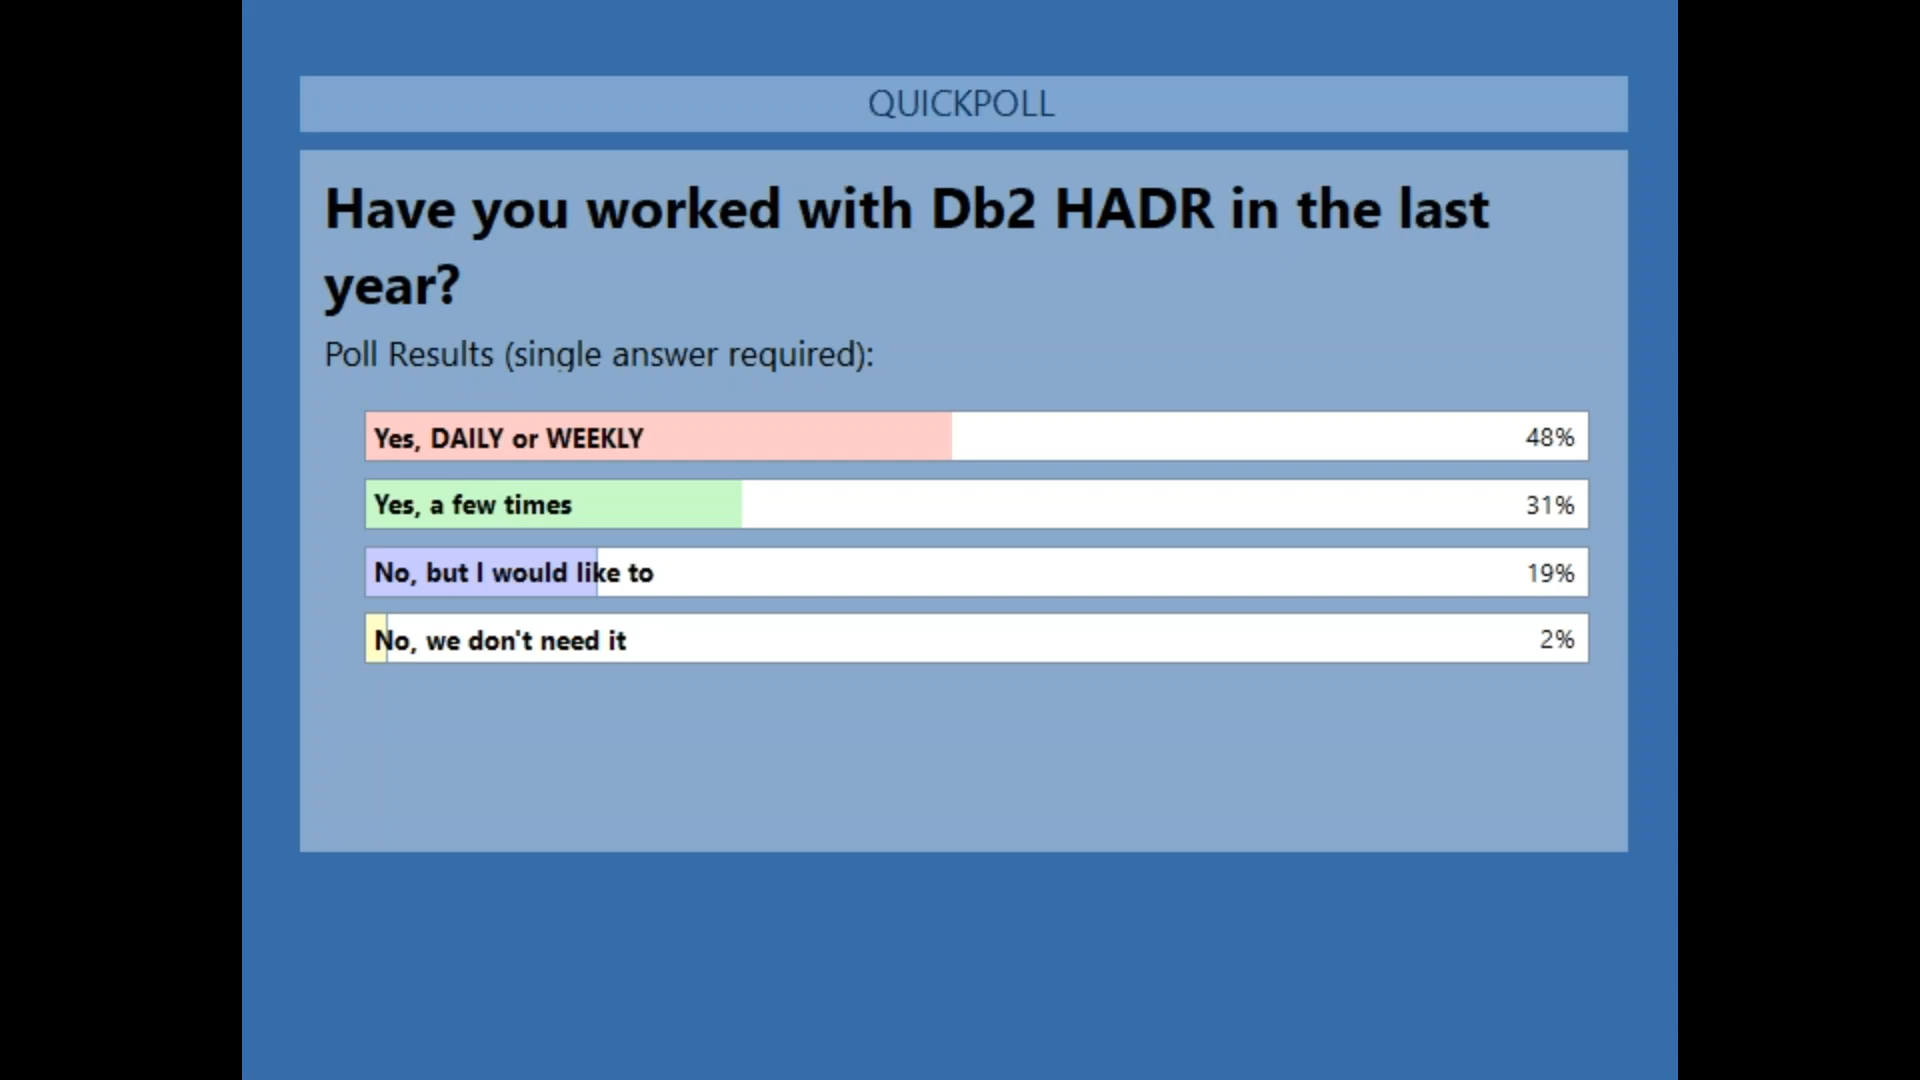 QUICKPOLL
Have you worked with Db2 HADR in the last
year?
Poll Results (single answer required):
Yes, DAILY or WEEKLY 48%
Yes, a few times 31%
No, but I would like to 19%
No, we don't need it 2%